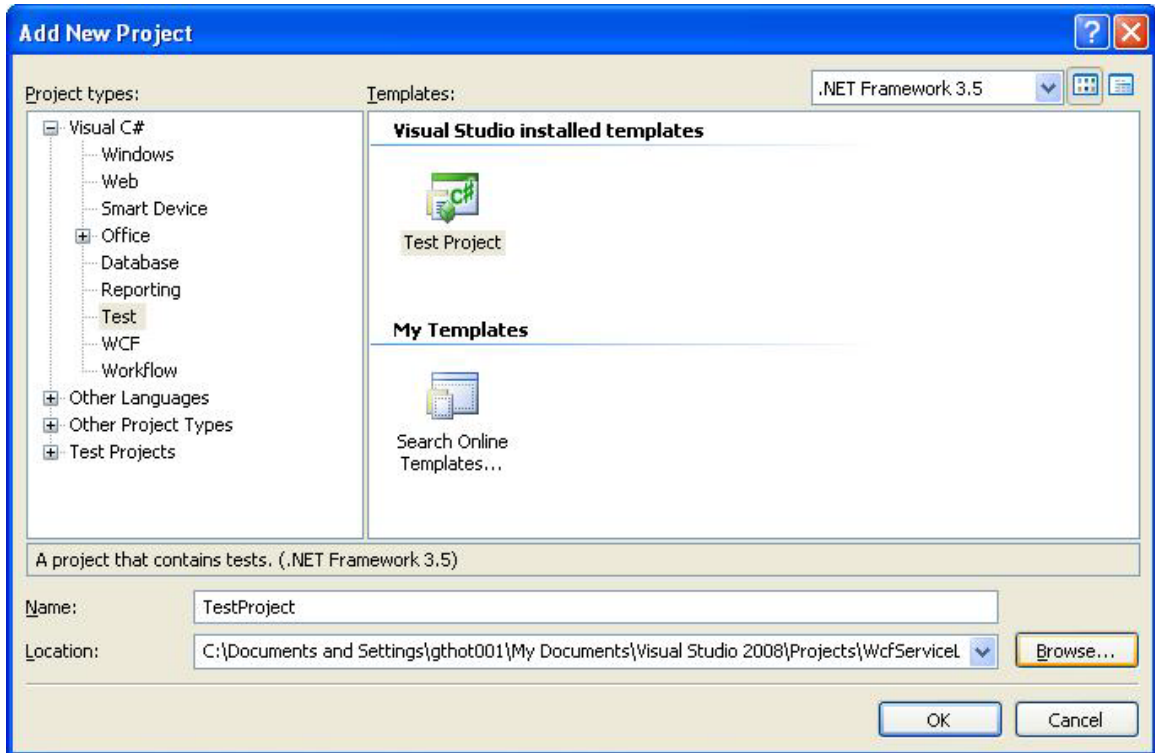 Add New Project
Project types:
Templates:
.NET Framework 3.5
Visual C#
Windows
Web
Smart Device
Office
Database
Reporting
Test
WCF
Workflow
Other Languages
Other Project Types
Test Projects
Visual Studio installed templates
C#
Test Project
My Templates
Search Online
Templates...
A project that contains tests. (.NET Framework 3.5)
Name:
TestProject
Location:
C:\Documents and Settings\gthot001\My Documents\Visual Studio 2008\Projects\WcfServiceL
Browse...
OK
Cancel